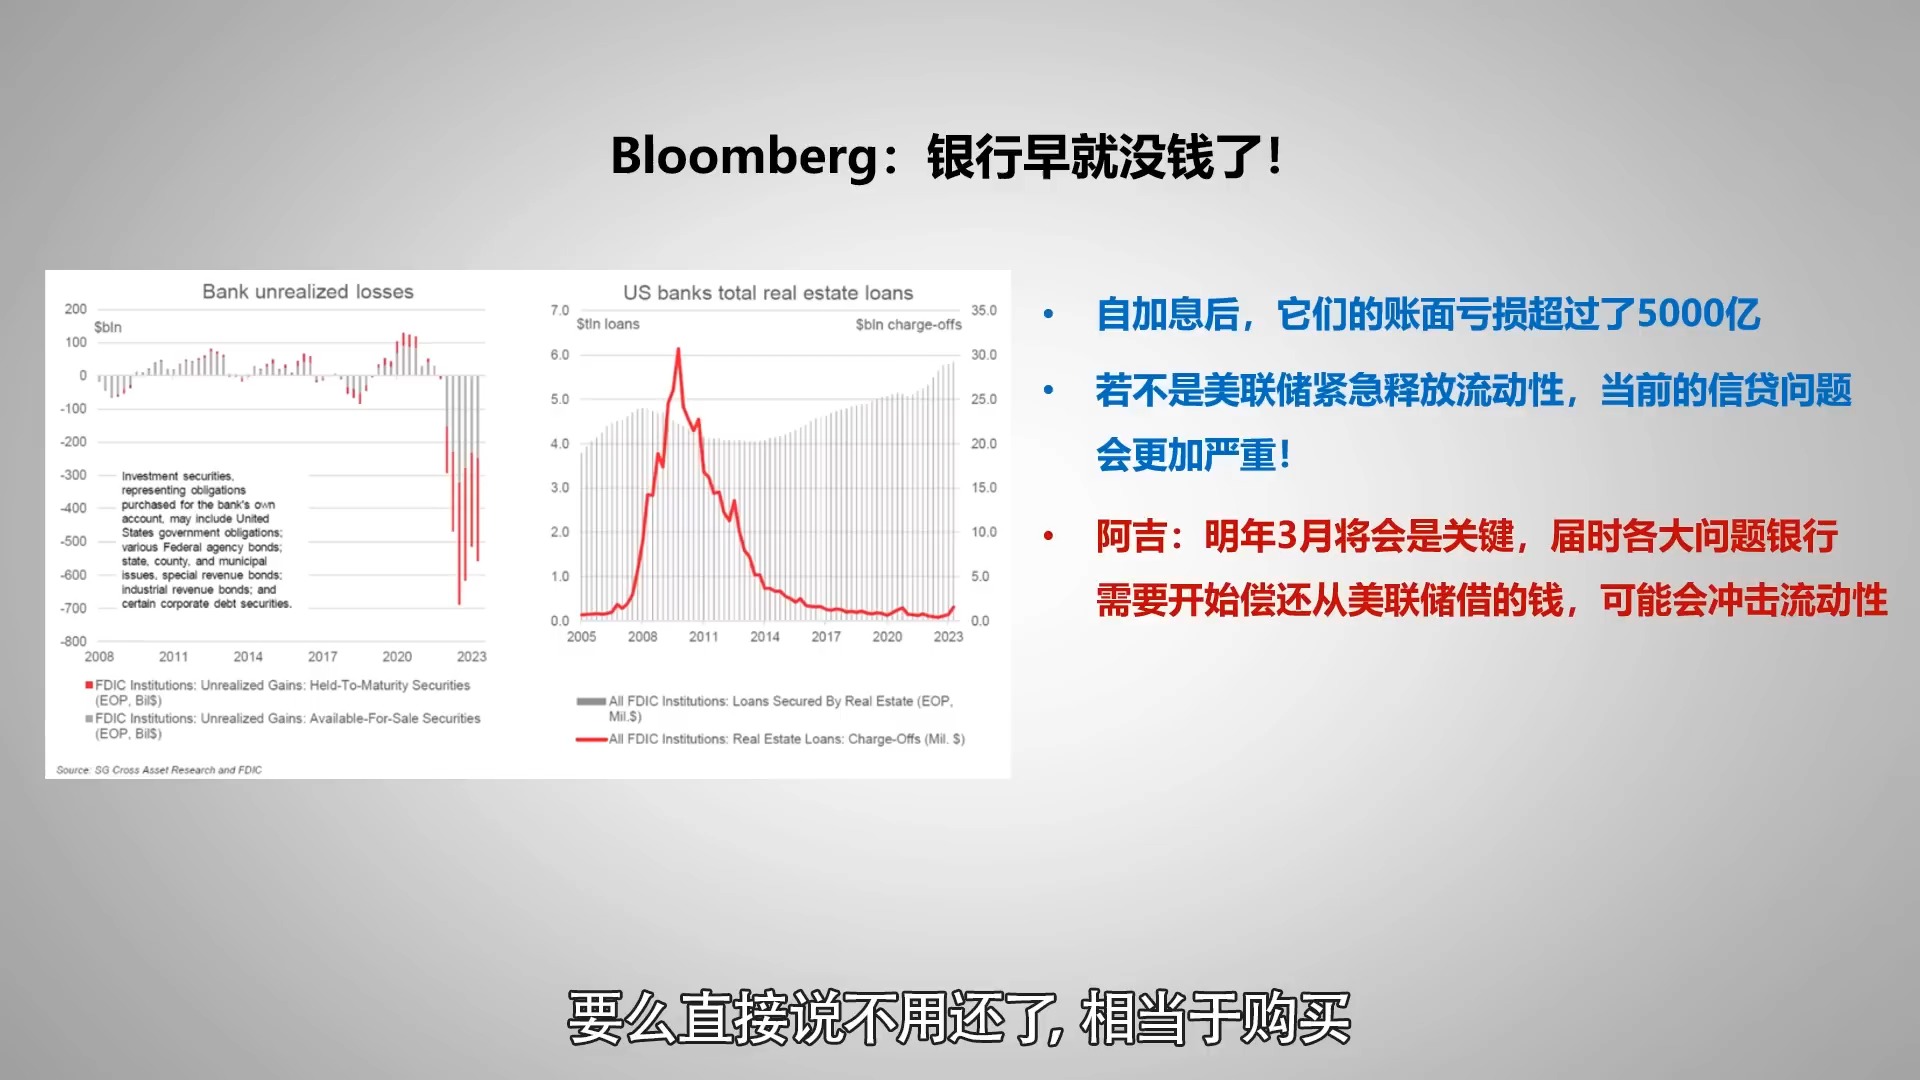 Bloomberg：银行早就没钱了！
Bank unrealized losses
$bln
200
100
0
-100
-200
-300
-400
-500
-600
-700
-800
Investment securities,
representing obligations
purchased for the bank's own
account, may include United
States government obligations;
various Federal agency bonds;
state, county, and municipal
issues, special revenue bonds;
industrial revenue bonds; and
certain corporate debt securities.
2008 2011 2014 2017 2020 2023
FDIC Institutions: Unrealized Gains: Held-To-Maturity Securities
(EOP, Bil$)
FDIC Institutions: Unrealized Gains: Available-For-Sale Securities
(EOP, Bil$)
Source: SG Cross Asset Research and FDIC
US banks total real estate loans
$tln loans $bln charge-offs
7.0 35.0
6.0 30.0
5.0 25.0
4.0 20.0
3.0 15.0
2.0 10.0
1.0 5.0
0.0 0.0
2005 2008 2011 2014 2017 2020 2023
All FDIC Institutions: Loans Secured By Real Estate (EOP,
Mil.$)
All FDIC Institutions: Real Estate Loans: Charge-Offs (Mil. $)
• 自加息后，它们的账面亏损超过了5000亿
• 若不是美联储紧急释放流动性，当前的信贷问题
会更加严重！
• 阿吉：明年3月将会是关键，届时各大问题银行
需要开始偿还从美联储借的钱，可能会冲击流动性
要么直接说不用还了, 相当于购买